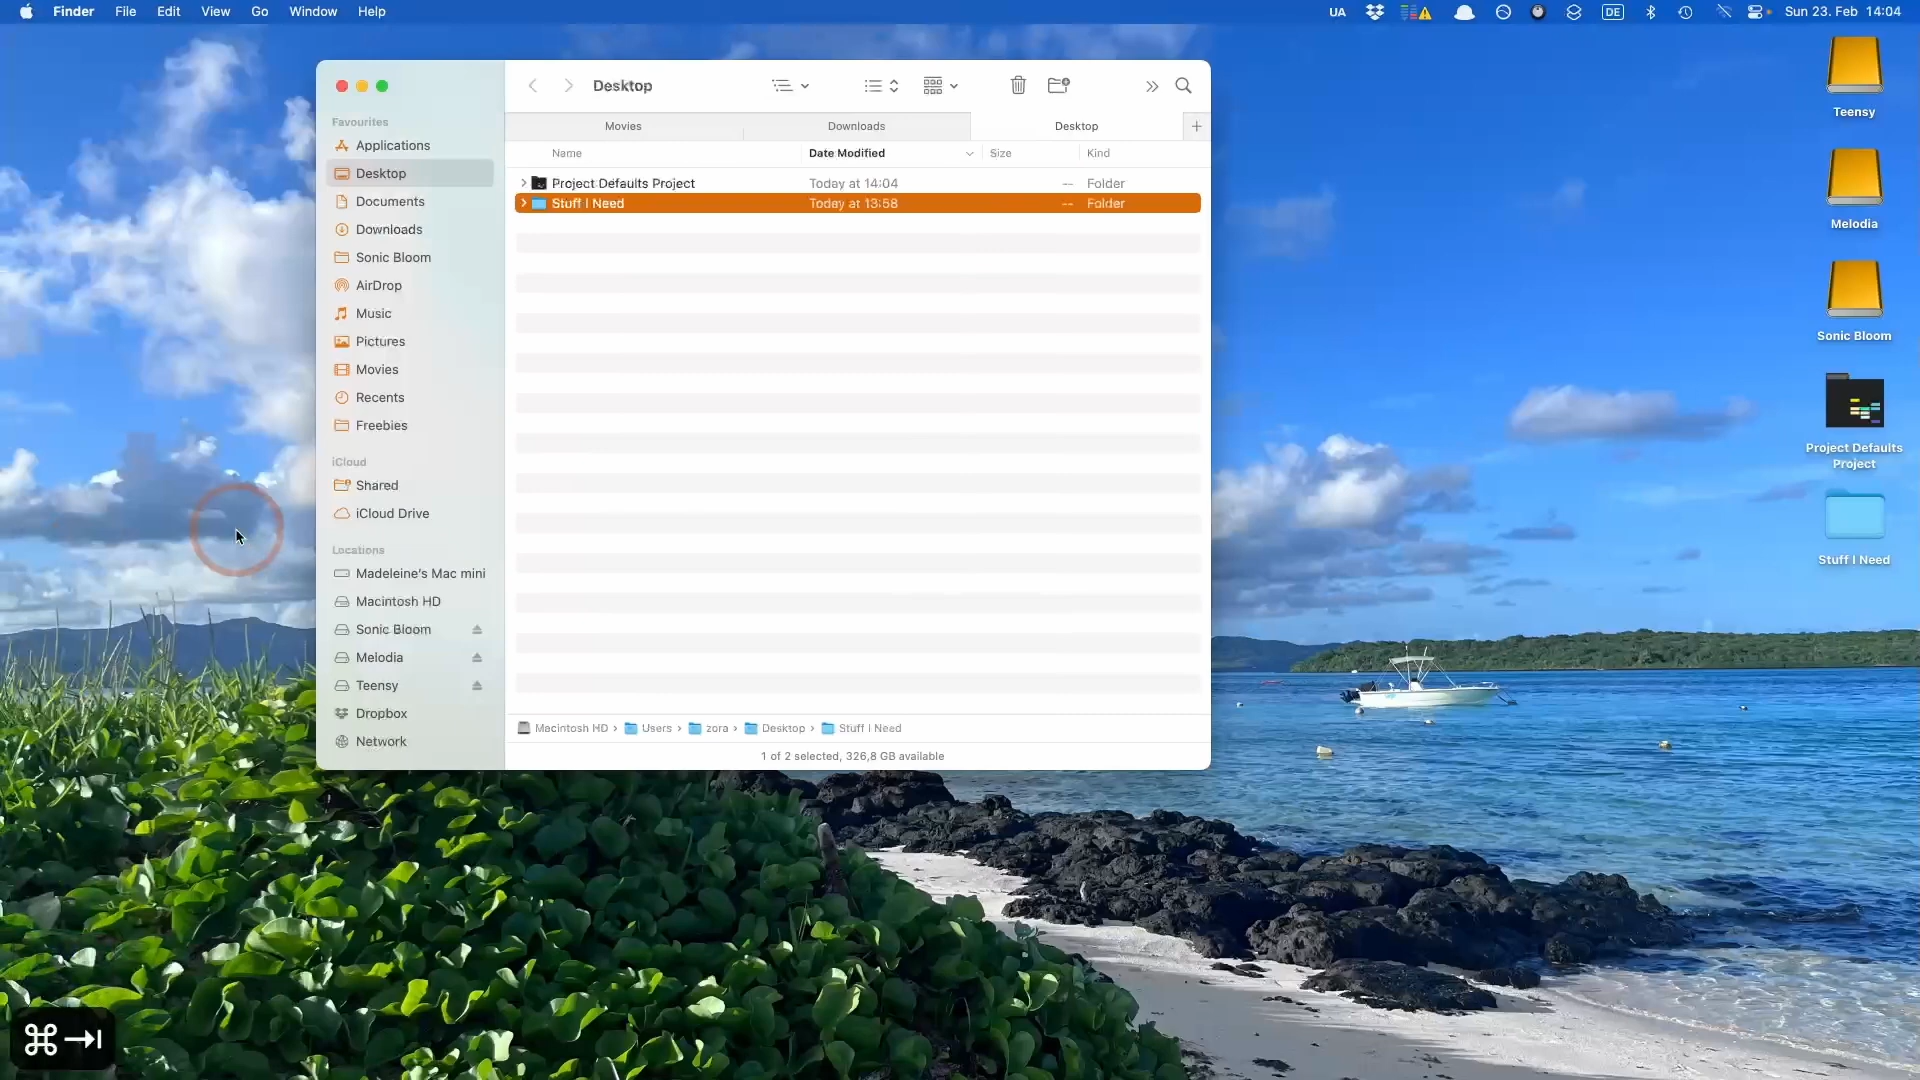 Finder File Edit View Go Window Help
UA DE Sun 23. Feb 14:04
Desktop
Movies Downloads Desktop
Name Date Modified Size Kind
Project Defaults Project Today at 14:04 -- Folder
Stuff I Need Today at 13:58 -- Folder
Favourites
Applications
Desktop
Documents
Downloads
Sonic Bloom
AirDrop
Music
Pictures
Movies
Recents
Freebies
iCloud
Shared
iCloud Drive
Locations
Madeleine’s Mac mini
Macintosh HD
Sonic Bloom
Melodia
Teensy
Dropbox
Network
Macintosh HD › Users › zora › Desktop › Stuff I Need
1 of 2 selected, 326,8 GB available
Teensy
Melodia
Sonic Bloom
Project Defaults
Project
Stuff I Need
⌘⇥